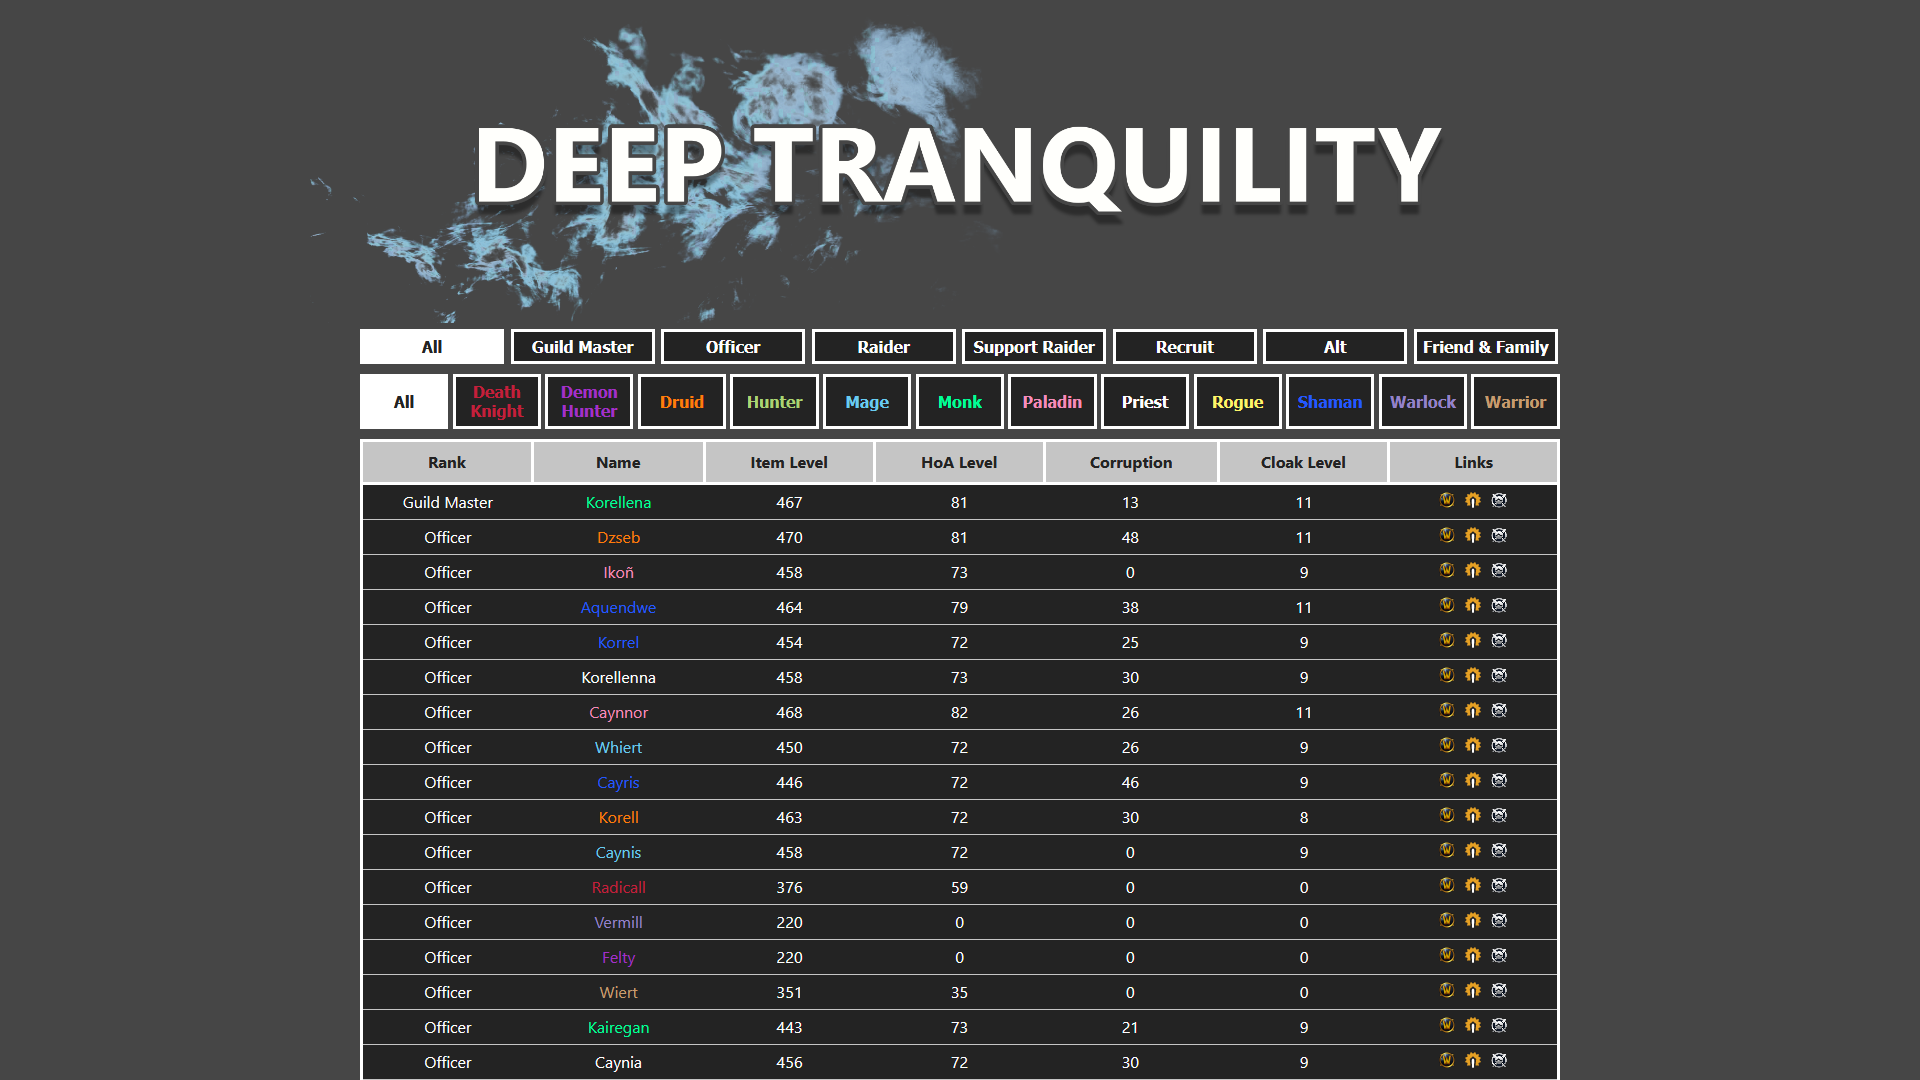 DEEP TRANQUILITY
All Guild Master Officer Raider Support Raider Recruit Alt Friend & Family
All Death Knight Demon Hunter Druid Hunter Mage Monk Paladin Priest Rogue Shaman Warlock Warrior
Rank Name Item Level HoA Level Corruption Cloak Level Links
Guild Master Korellena 467 81 13 11
Officer Dzseb 470 81 48 11
Officer Ikoñ 458 73 0 9
Officer Aquendwe 464 79 38 11
Officer Korrel 454 72 25 9
Officer Korellenna 458 73 30 9
Officer Caynnor 468 82 26 11
Officer Whiert 450 72 26 9
Officer Cayris 446 72 46 9
Officer Korell 463 72 30 8
Officer Caynis 458 72 0 9
Officer Radicall 376 59 0 0
Officer Vermill 220 0 0 0
Officer Felty 220 0 0 0
Officer Wiert 351 35 0 0
Officer Kairegan 443 73 21 9
Officer Caynia 456 72 30 9